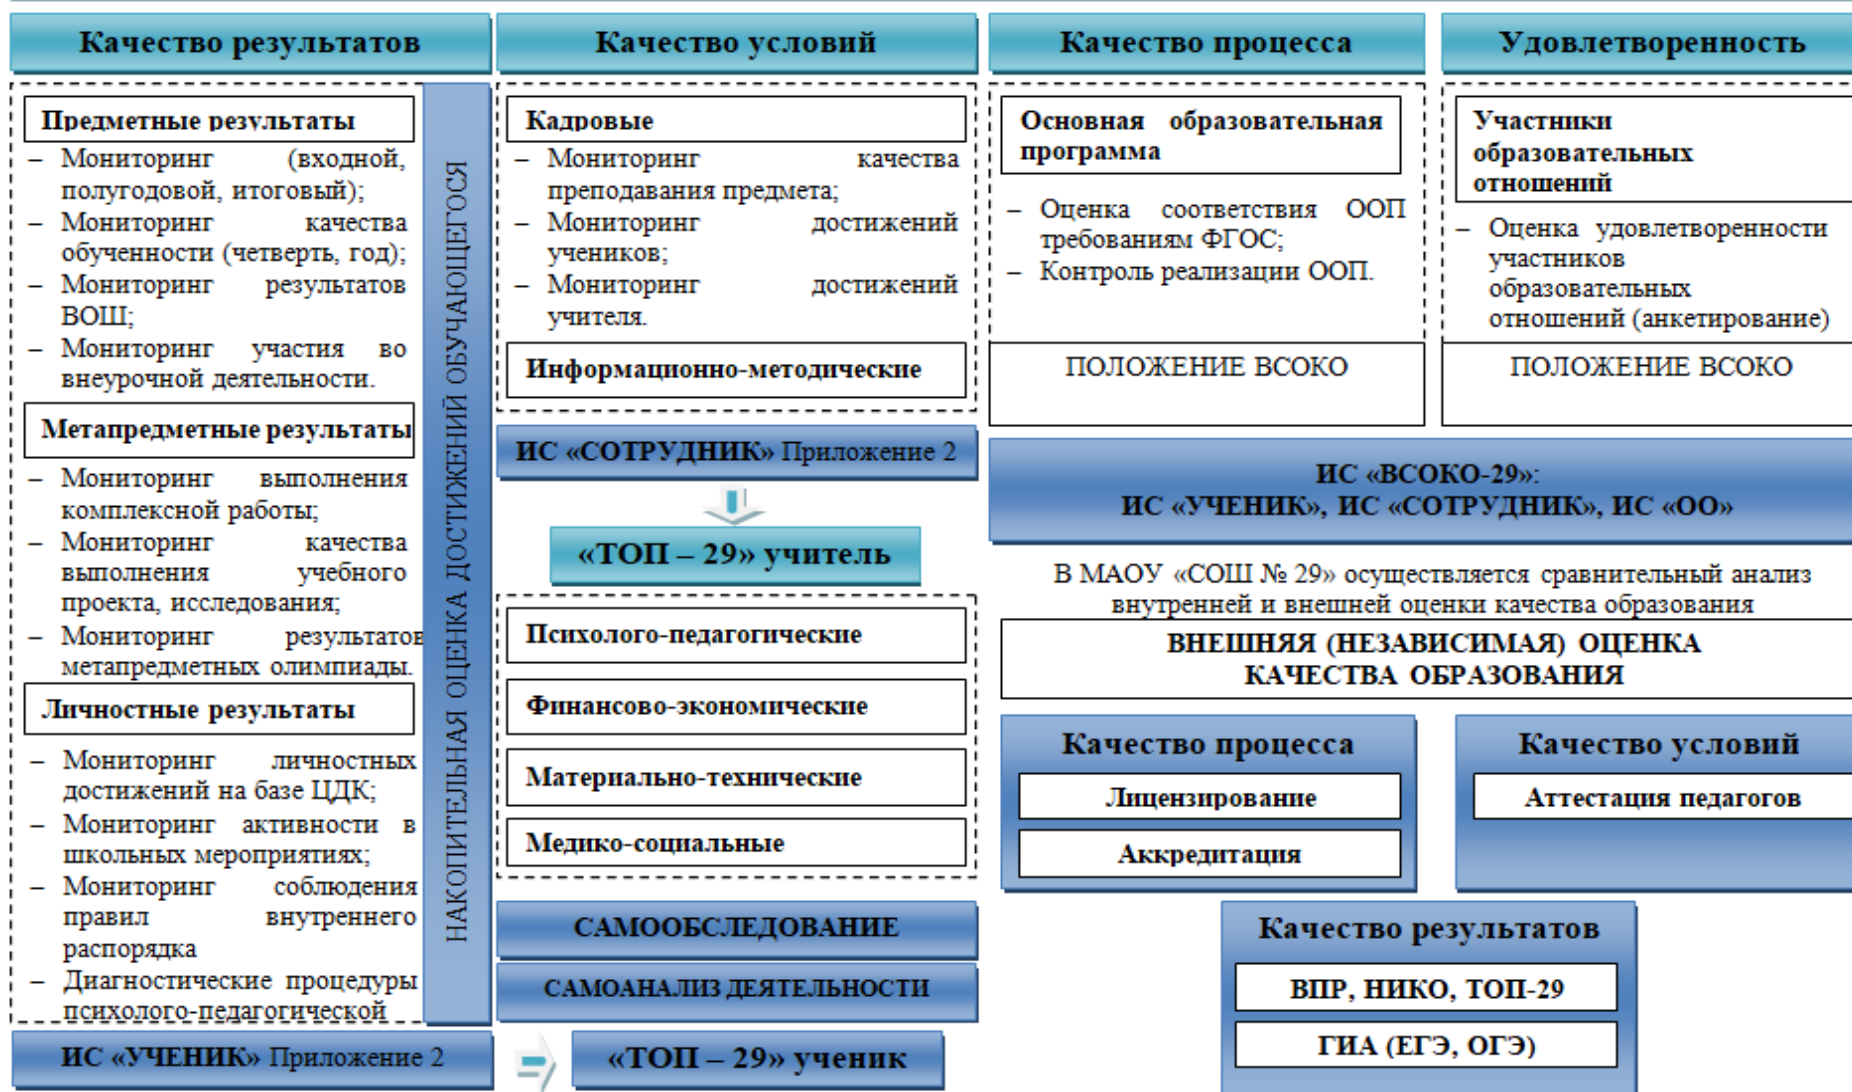 Качество результатов
Предметные результаты
– Мониторинг (входной,
полугодовой, итоговый);
– Мониторинг качества
обученности (четверть, год);
– Мониторинг результатов
ВОШ;
– Мониторинг участия во
внеурочной деятельности.
Метапредметные результаты
– Мониторинг выполнения
комплексной работы;
– Мониторинг качества
выполнения учебного
проекта, исследования;
– Мониторинг результатов
метапредметных олимпиады.
Личностные результаты
– Мониторинг личностных
достижений на базе ЦДК;
– Мониторинг активности в
школьных мероприятиях;
– Мониторинг соблюдения
правил внутреннего
распорядка
– Диагностические процедуры
психолого-педагогической
НАКОПИТЕЛЬНАЯ ОЦЕНКА ДОСТИЖЕНИЙ ОБУЧАЮЩЕГОСЯ
ИС «УЧЕНИК» Приложение 2
«ТОП – 29» ученик
Качество условий
Кадровые
– Мониторинг качества
преподавания предмета;
– Мониторинг достижений
учеников;
– Мониторинг достижений
учителя.
Информационно-методические
ИС «СОТРУДНИК» Приложение 2
«ТОП – 29» учитель
Психолого-педагогические
Финансово-экономические
Материально-технические
Медико-социальные
САМООБСЛЕДОВАНИЕ
САМОАНАЛИЗ ДЕЯТЕЛЬНОСТИ
Качество процесса
Основная образовательная
программа
– Оценка соответствия ООП
требованиям ФГОС;
– Контроль реализации ООП.
ПОЛОЖЕНИЕ ВСОКО
Удовлетворенность
Участники
образовательных
отношений
– Оценка удовлетворенности
участников
образовательных
отношений (анкетирование)
ПОЛОЖЕНИЕ ВСОКО
ИС «ВСОКО-29»:
ИС «УЧЕНИК», ИС «СОТРУДНИК», ИС «ОО»
В МАОУ «СОШ № 29» осуществляется сравнительный анализ
внутренней и внешней оценки качества образования
ВНЕШНЯЯ (НЕЗАВИСИМАЯ) ОЦЕНКА
КАЧЕСТВА ОБРАЗОВАНИЯ
Качество процесса
Лицензирование
Аккредитация
Качество условий
Аттестация педагогов
Качество результатов
ВПР, НИКО, ТОП-29
ГИА (ЕГЭ, ОГЭ)